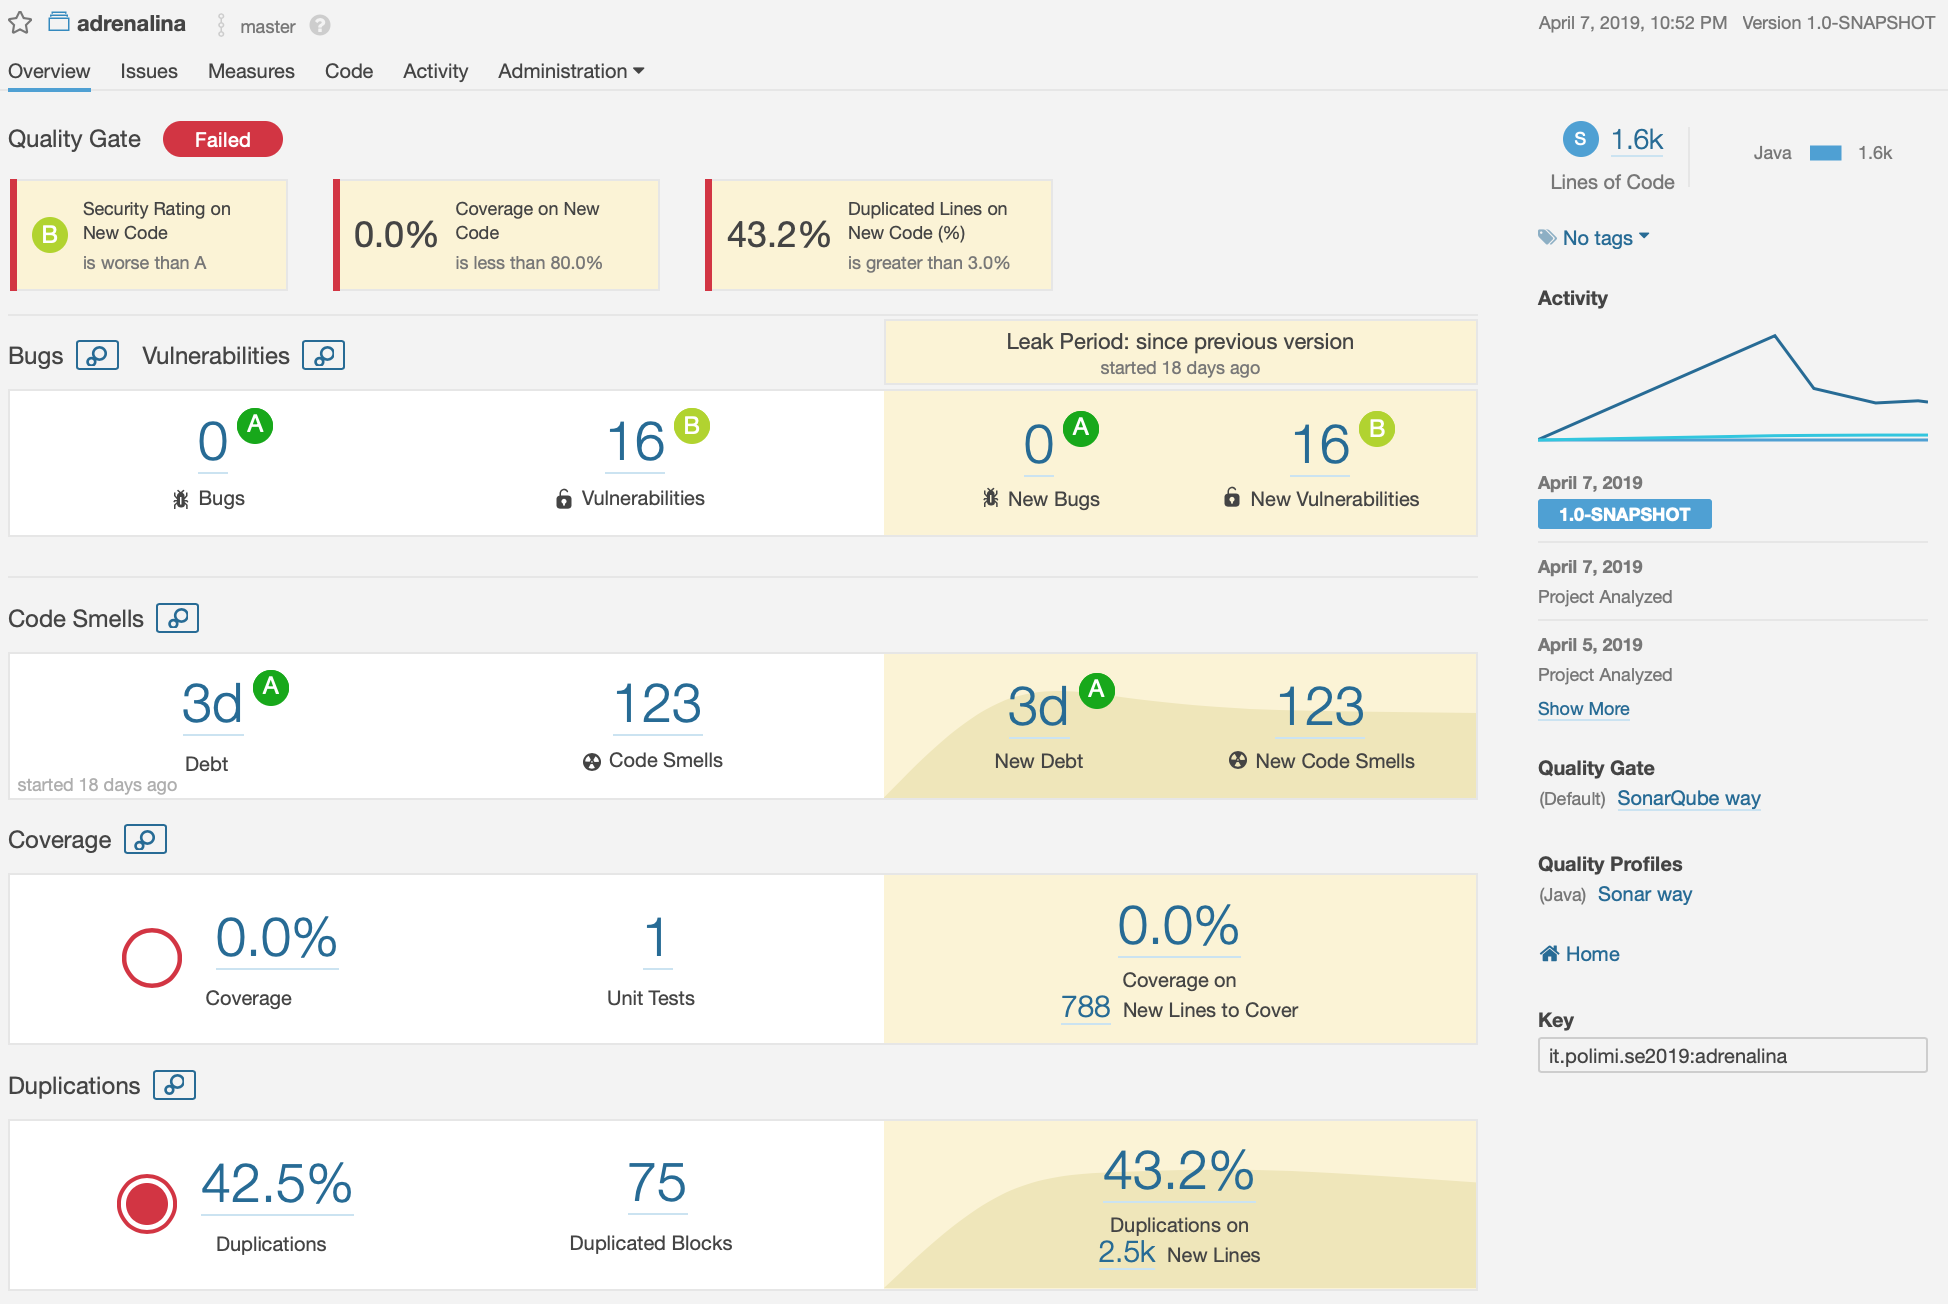 adrenalina master ? April 7, 2019, 10:52 PM Version 1.0-SNAPSHOT
Overview Issues Measures Code Activity Administration
Quality Gate Failed
B
Security Rating on
New Code
is worse than A
0.0%
Coverage on New
Code
is less than 80.0%
43.2%
Duplicated Lines on
New Code (%)
is greater than 3.0%
Leak Period: since previous version
started 18 days ago
Bugs Vulnerabilities
0 A
Bugs
16 B
Vulnerabilities
0 A
New Bugs
16 B
New Vulnerabilities
Code Smells
3d A
Debt
started 18 days ago
123
Code Smells
3d A
New Debt
123
New Code Smells
Coverage
0.0%
Coverage
1
Unit Tests
0.0%
Coverage on
788 New Lines to Cover
Duplications
42.5%
Duplications
75
Duplicated Blocks
43.2%
Duplications on
2.5k New Lines
S 1.6k
Lines of Code
Java 1.6k
No tags
Activity
April 7, 2019
1.0-SNAPSHOT
April 7, 2019
Project Analyzed
April 5, 2019
Project Analyzed
Show More
Quality Gate
(Default) SonarQube way
Quality Profiles
(Java) Sonar way
Home
Key
it.polimi.se2019:adrenalina